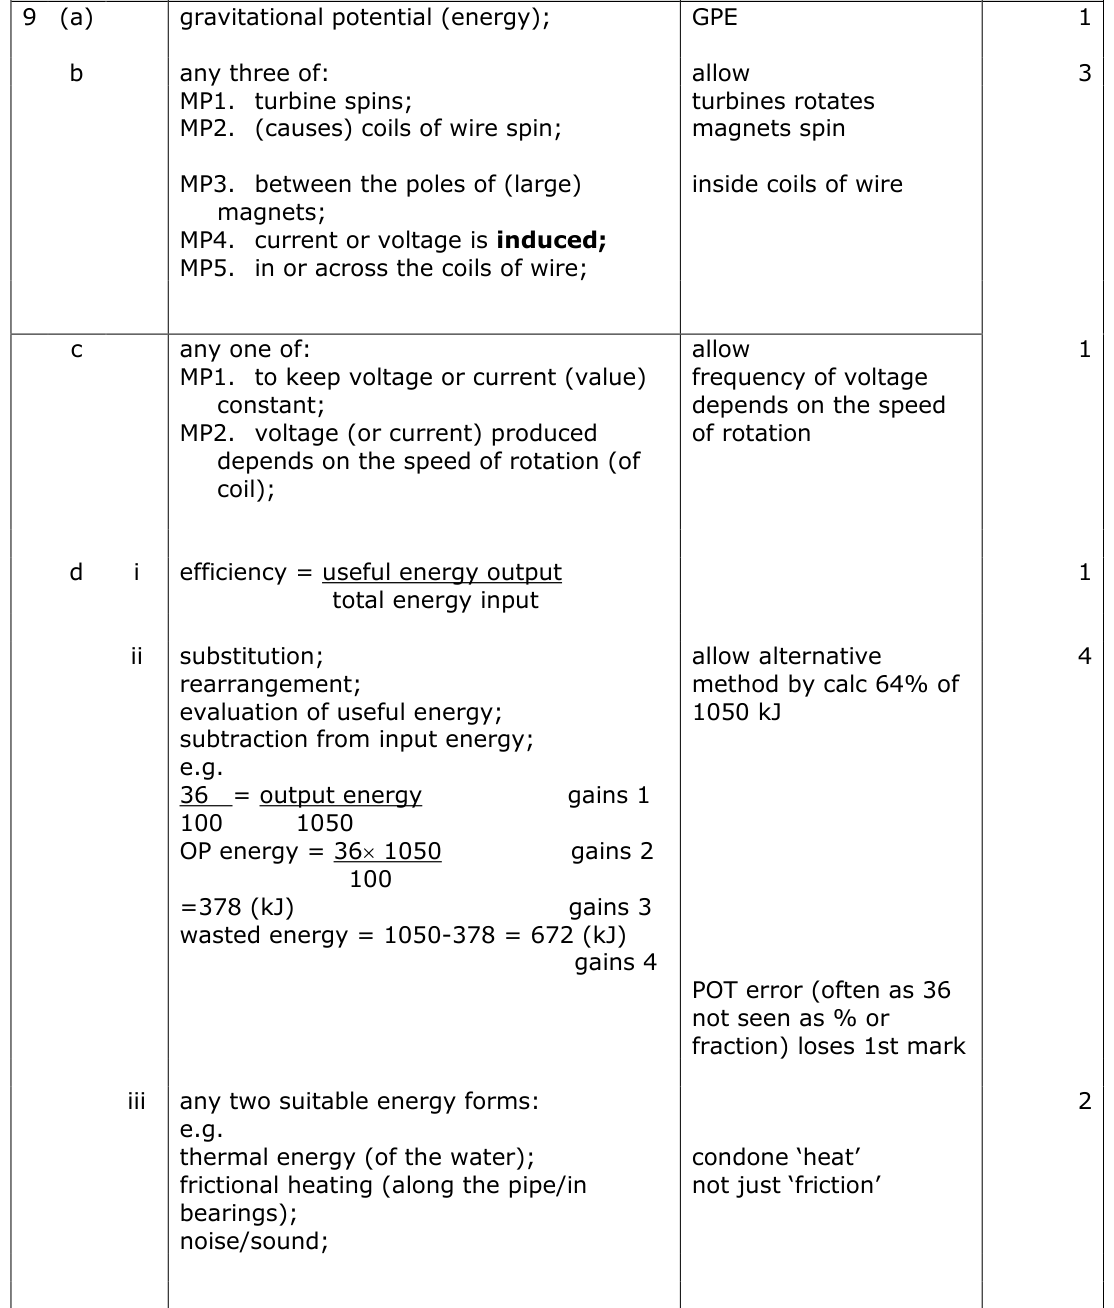 9 (a) gravitational potential (energy); GPE 1
b any three of: allow 3
MP1. turbine spins; turbines rotates
MP2. (causes) coils of wire spin; magnets spin
MP3. between the poles of (large) inside coils of wire
magnets;
MP4. current or voltage is induced;
MP5. in or across the coils of wire;
c any one of: allow 1
MP1. to keep voltage or current (value) frequency of voltage
constant; depends on the speed
MP2. voltage (or current) produced of rotation
depends on the speed of rotation (of
coil);
d i efficiency = useful energy output 1
total energy input
ii substitution; allow alternative 4
rearrangement; method by calc 64% of
evaluation of useful energy; 1050 kJ
subtraction from input energy;
e.g.
36 = output energy gains 1
100 1050
OP energy = 36× 1050 gains 2
100
=378 (kJ) gains 3
wasted energy = 1050-378 = 672 (kJ)
gains 4
POT error (often as 36
not seen as % or
fraction) loses 1st mark
iii any two suitable energy forms: 2
e.g.
thermal energy (of the water); condone ‘heat’
frictional heating (along the pipe/in not just ‘friction’
bearings);
noise/sound;